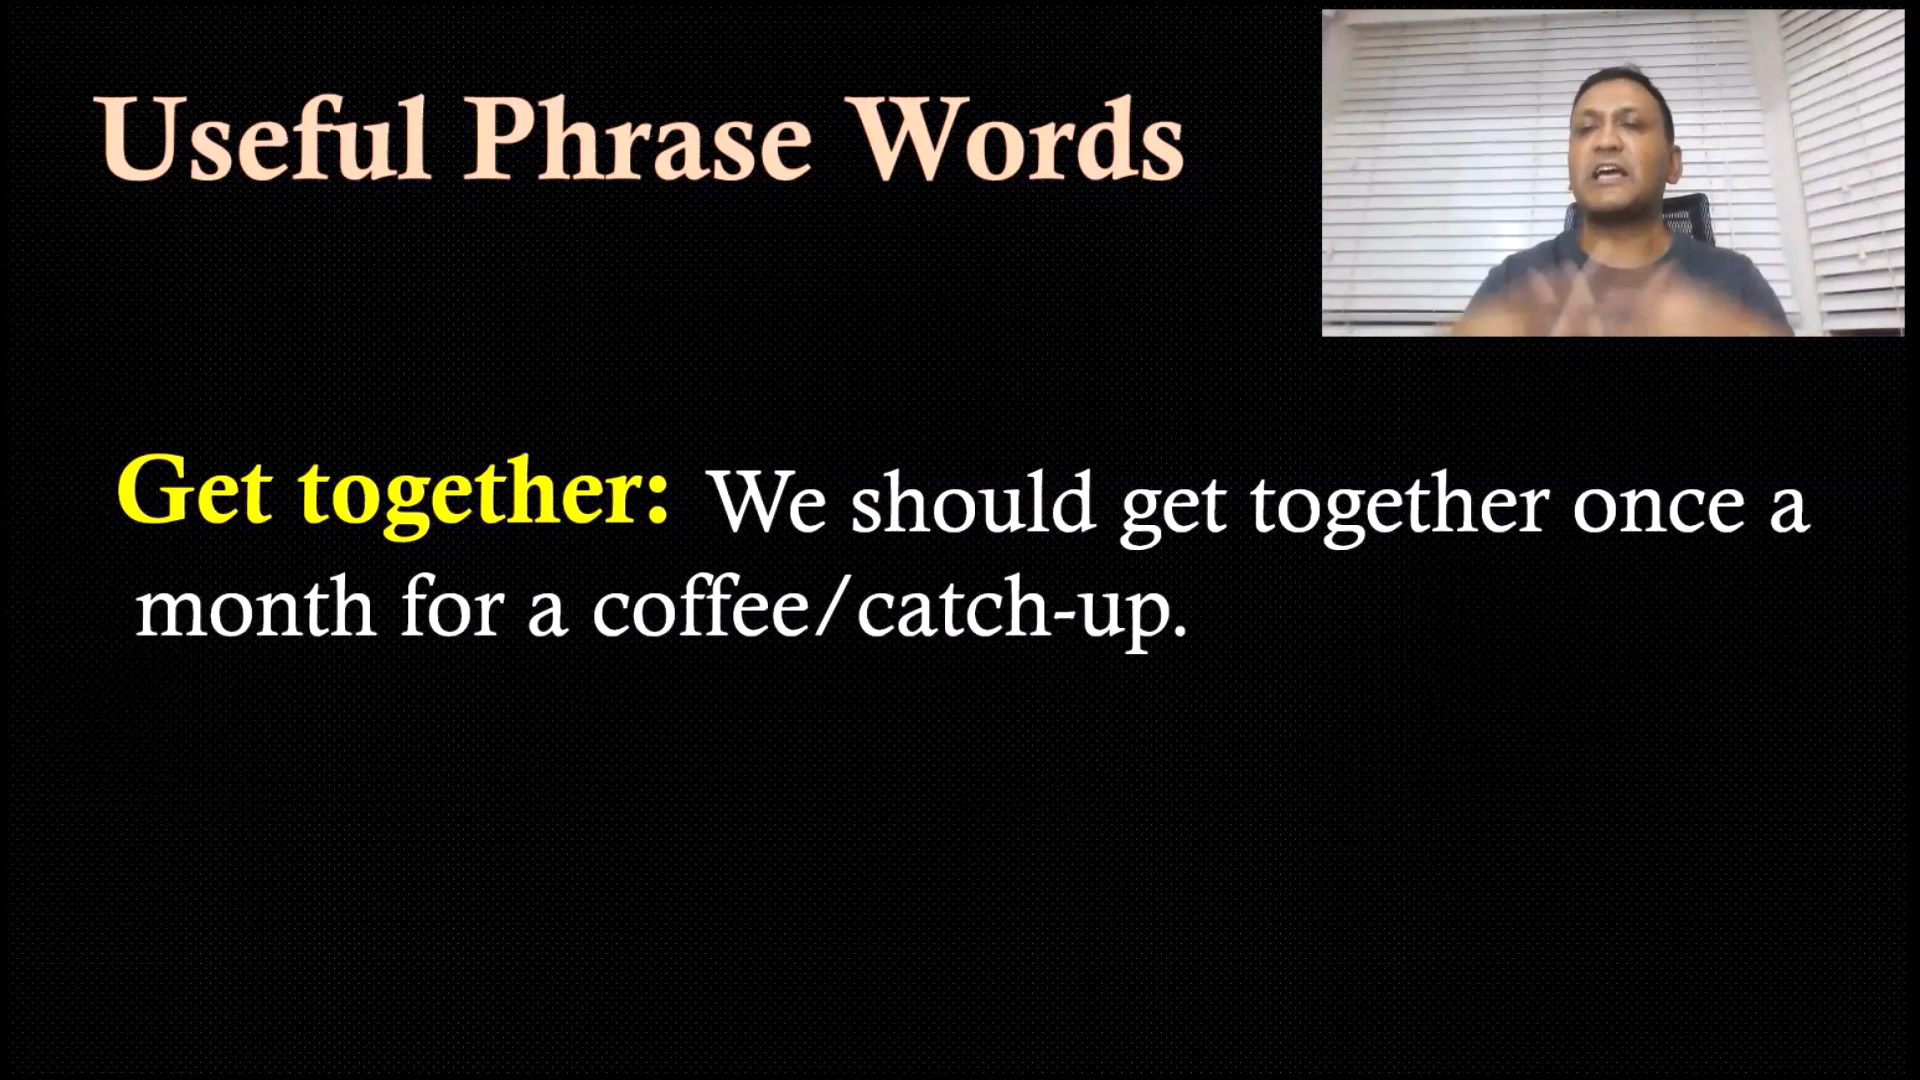 Useful Phrase Words
Get together: We should get together once a
month for a coffee/catch-up.